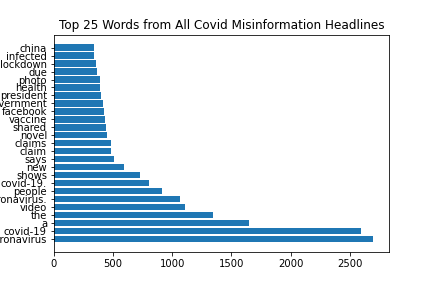 Top 25 Words from All Covid Misinformation Headlines
china
infected
lockdown
due
photo
health
president
vernment
facebook
vaccine
shared
novel
claims
claim
says
new
shows
covid-19.
people
ronavirus.
video
the
a
covid-19
ronavirus
0 500 1000 1500 2000 2500